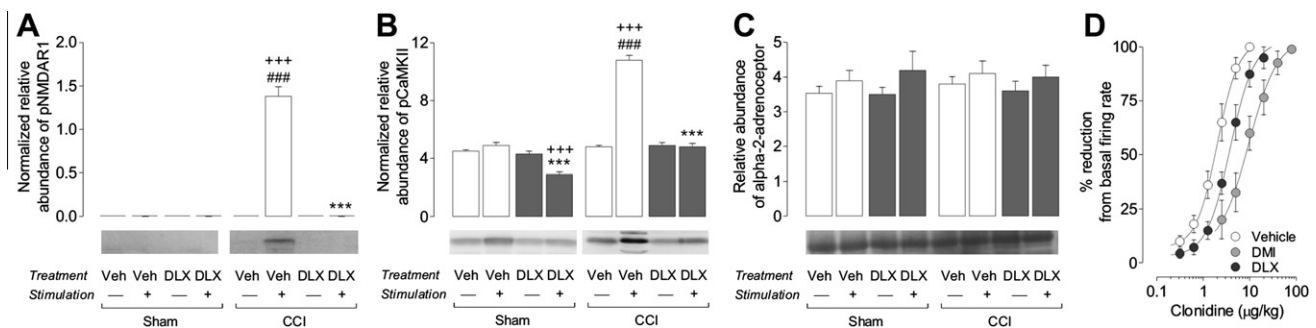 A
Normalized relative
abundance of pNMDAR1
2.0
1.5
1.0
0.5
0.0
+++
###
***
Treatment Veh Veh DLX DLX Veh Veh DLX DLX
Stimulation — + — + — + — +
Sham CCI
B
Normalized relative
abundance of pCaMKII
12
8
4
0
+++
***
+++
###
***
Treatment Veh Veh DLX DLX Veh Veh DLX DLX
Stimulation — + — + — + — +
Sham CCI
C
Relative abundance
of alpha-2-adrenoceptor
5
4
3
2
1
0
Treatment Veh Veh DLX DLX Veh Veh DLX DLX
Stimulation — + — + — + — +
Sham CCI
D
% reduction
from basal firing rate
100
75
50
25
0
Vehicle
DMI
DLX
0.1 1 10 100
Clonidine (µg/kg)